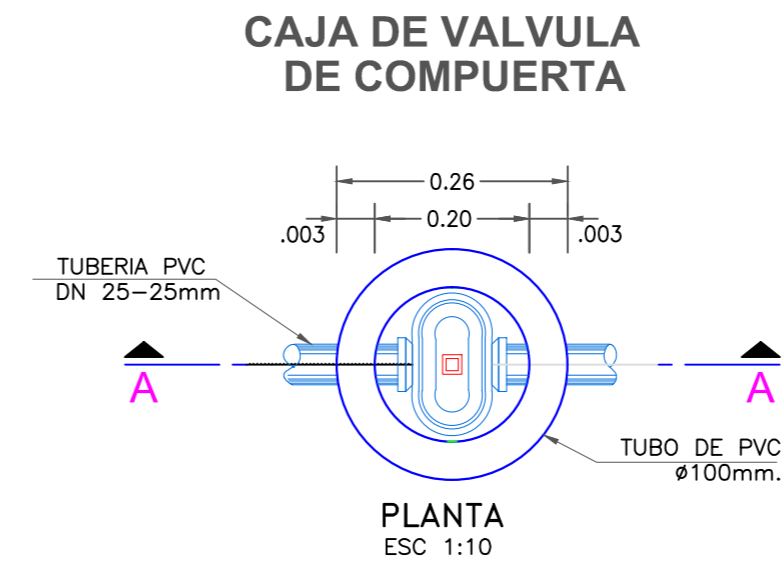 CAJA DE VALVULA
DE COMPUERTA
0.26
.003
0.20
.003
TUBERIA PVC
DN 25-25mm
A
A
TUBO DE PVC
ø100mm.
PLANTA
ESC 1:10